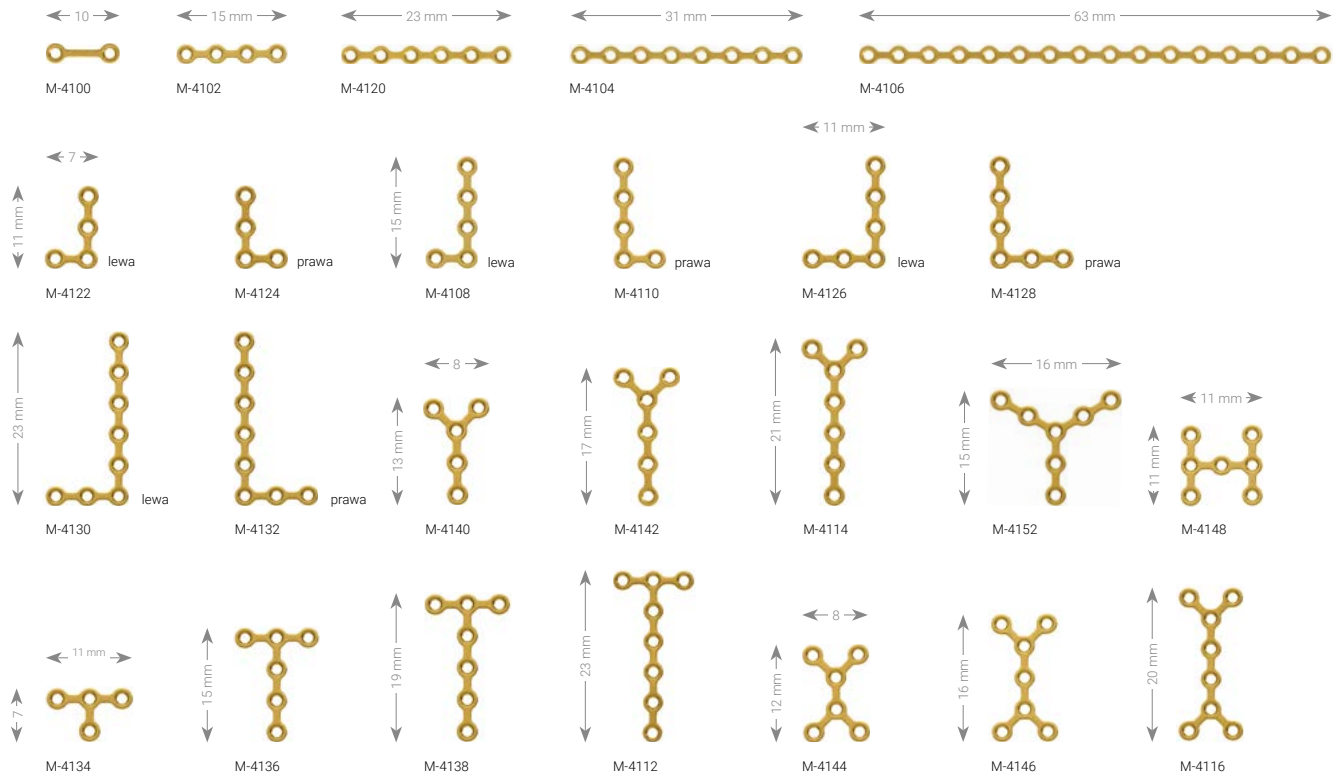 10
15 mm
23 mm
31 mm
63 mm
M-4100
M-4102
M-4120
M-4104
M-4106
7
11 mm
15 mm
11 mm
lewa
prawa
lewa
prawa
lewa
prawa
M-4122
M-4124
M-4108
M-4110
M-4126
M-4128
23 mm
8
13 mm
17 mm
21 mm
16 mm
15 mm
11 mm
11 mm
lewa
prawa
M-4130
M-4132
M-4140
M-4142
M-4114
M-4152
M-4148
11 mm
7
15 mm
19 mm
23 mm
8
12 mm
16 mm
20 mm
M-4134
M-4136
M-4138
M-4112
M-4144
M-4146
M-4116